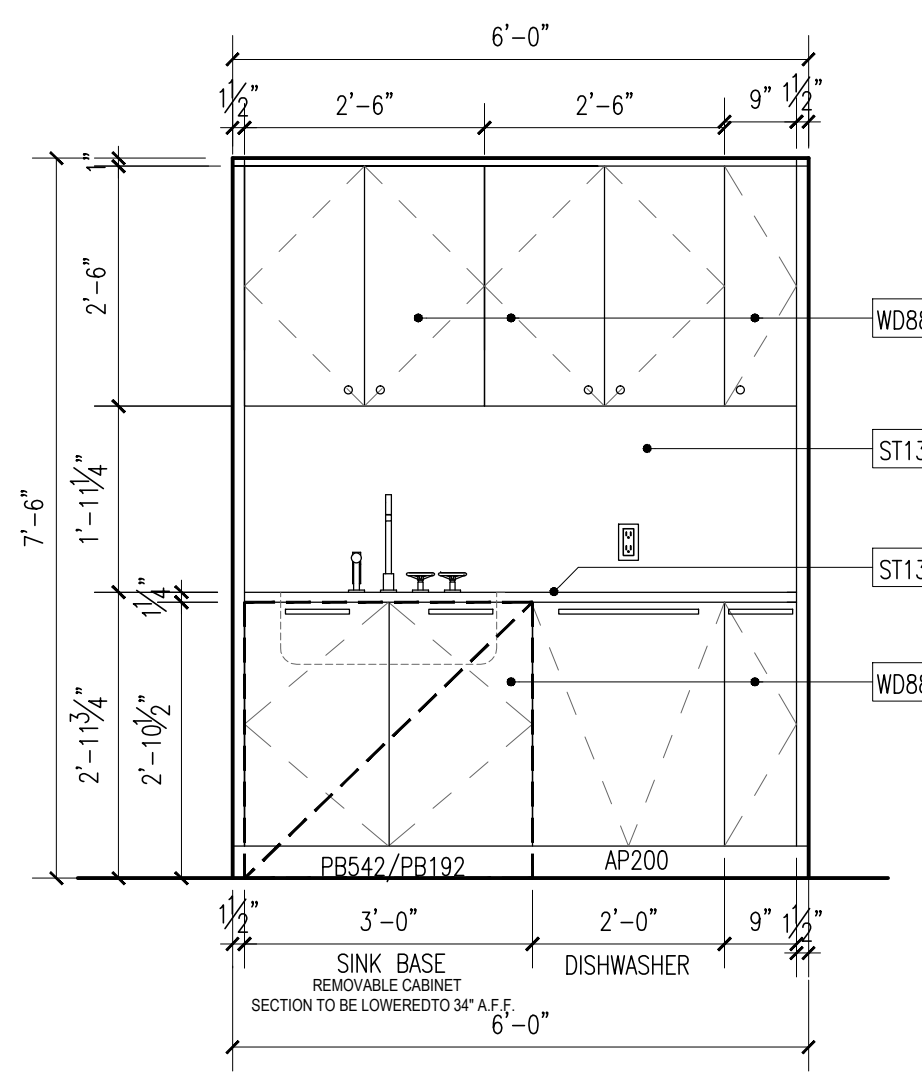 6'-0"
1½" 2'-6" 2'-6" 9" 1½"
1"
2'-6"
WD88
ST13
1'-11¼"
7'-6"
ST13
1¼"
WD88
2'-11¾"
2'-10½"
PB542/PB192 AP200
1½" 3'-0" 2'-0" 9" 1½"
SINK BASE DISHWASHER
REMOVABLE CABINET
SECTION TO BE LOWEREDTO 34" A.F.F.
6'-0"